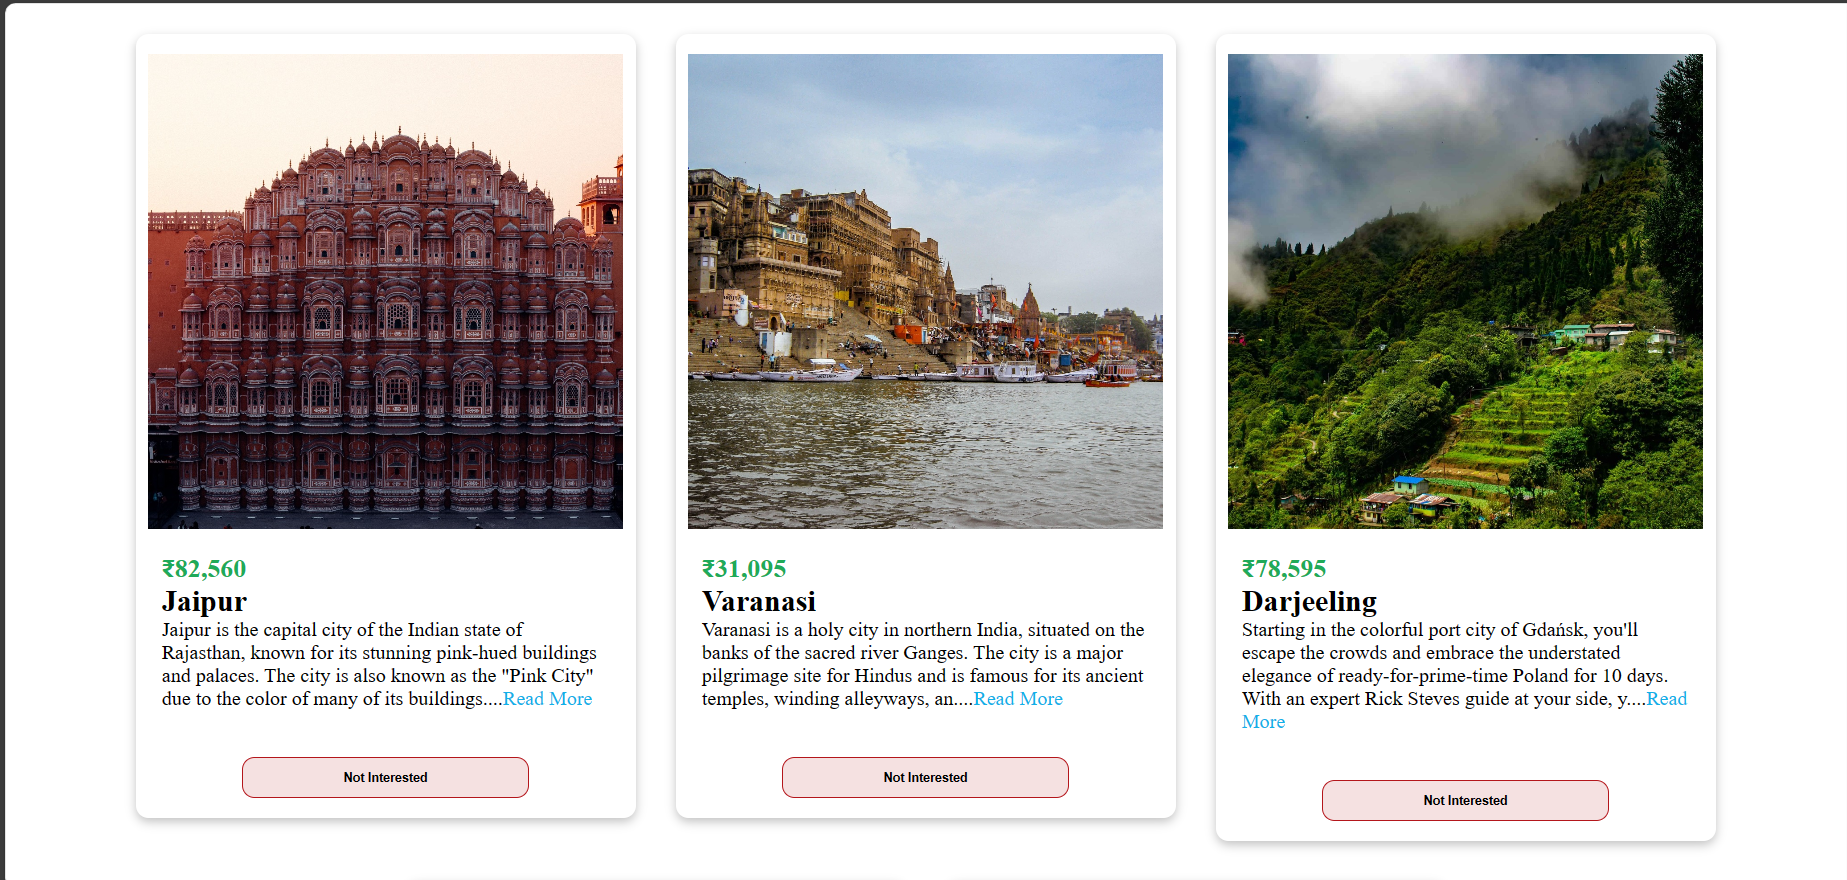 ₹82,560
Jaipur
Jaipur is the capital city of the Indian state of
Rajasthan, known for its stunning pink-hued buildings
and palaces. The city is also known as the "Pink City"
due to the color of many of its buildings....Read More
Not Interested
₹31,095
Varanasi
Varanasi is a holy city in northern India, situated on the
banks of the sacred river Ganges. The city is a major
pilgrimage site for Hindus and is famous for its ancient
temples, winding alleyways, an....Read More
Not Interested
₹78,595
Darjeeling
Starting in the colorful port city of Gdańsk, you'll
escape the crowds and embrace the understated
elegance of ready-for-prime-time Poland for 10 days.
With an expert Rick Steves guide at your side, y....Read
More
Not Interested